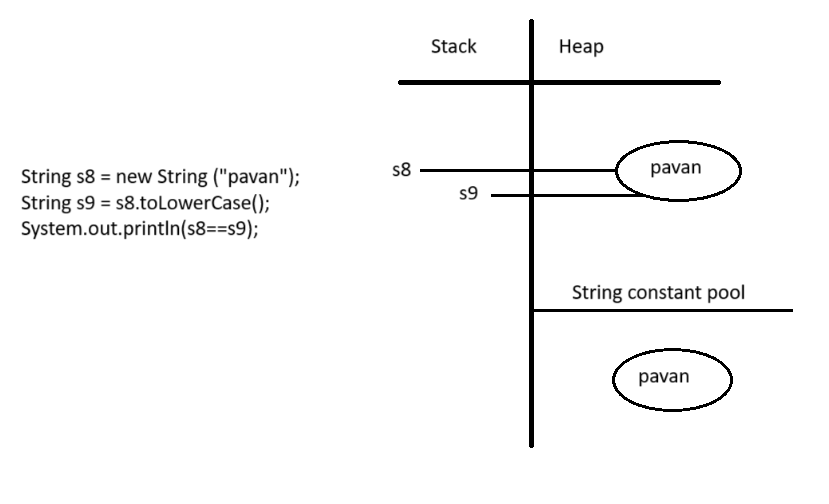 Stack
Heap
String s8 = new String ("pavan");
String s9 = s8.toLowerCase();
System.out.println(s8==s9);
s8
s9
pavan
String constant pool
pavan